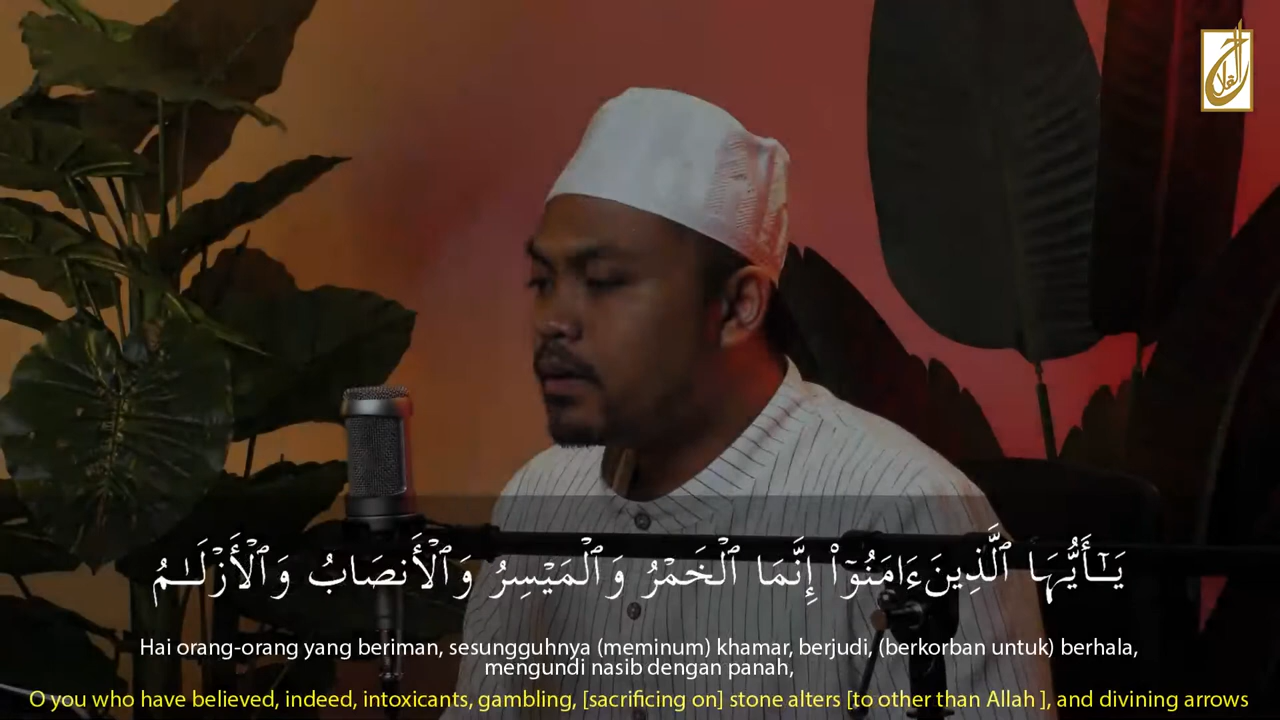 الفلاح
يَـٰٓأَيُّهَا ٱلَّذِينَ ءَامَنُوٓا۟ إِنَّمَا ٱلْخَمْرُ وَٱلْمَيْسِرُ وَٱلْأَنصَابُ وَٱلْأَزْلَـٰمُ
Hai orang-orang yang beriman, sesungguhnya (meminum) khamar, berjudi, (berkorban untuk) berhala,
mengundi nasib dengan panah,
O you who have believed, indeed, intoxicants, gambling, [sacrificing on] stone alters [to other than Allah ], and divining arrows